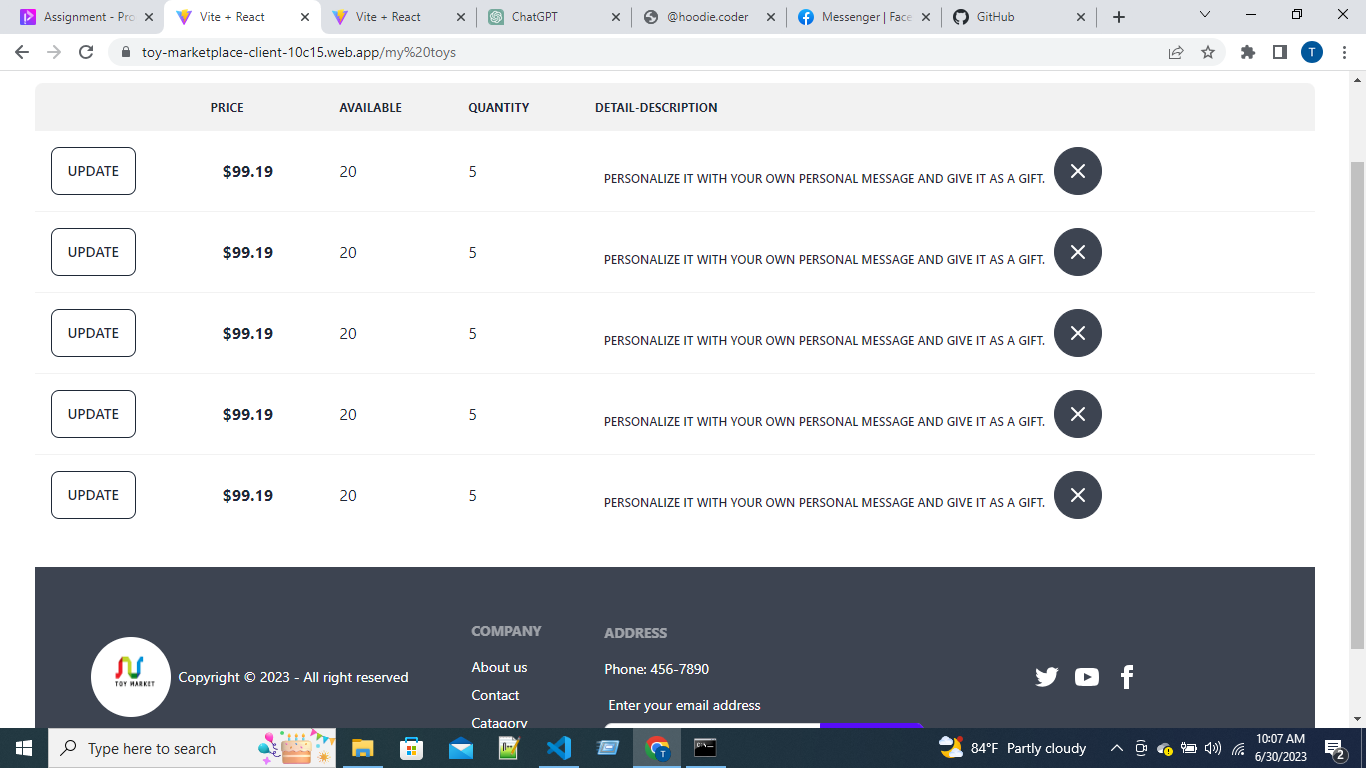 Assignment - Pro
Vite + React
Vite + React
ChatGPT
@hoodie.coder
Messenger | Face
GitHub
toy-marketplace-client-10c15.web.app/my%20toys
T
PRICE AVAILABLE QUANTITY DETAIL-DESCRIPTION
UPDATE $99.19 20 5 PERSONALIZE IT WITH YOUR OWN PERSONAL MESSAGE AND GIVE IT AS A GIFT.
UPDATE $99.19 20 5 PERSONALIZE IT WITH YOUR OWN PERSONAL MESSAGE AND GIVE IT AS A GIFT.
UPDATE $99.19 20 5 PERSONALIZE IT WITH YOUR OWN PERSONAL MESSAGE AND GIVE IT AS A GIFT.
UPDATE $99.19 20 5 PERSONALIZE IT WITH YOUR OWN PERSONAL MESSAGE AND GIVE IT AS A GIFT.
UPDATE $99.19 20 5 PERSONALIZE IT WITH YOUR OWN PERSONAL MESSAGE AND GIVE IT AS A GIFT.
TOY MARKET
Copyright © 2023 - All right reserved
COMPANY
About us
Contact
Catagory
ADDRESS
Phone: 456-7890
Enter your email address
Type here to search
T
84°F Partly cloudy
10:07 AM
6/30/2023
2